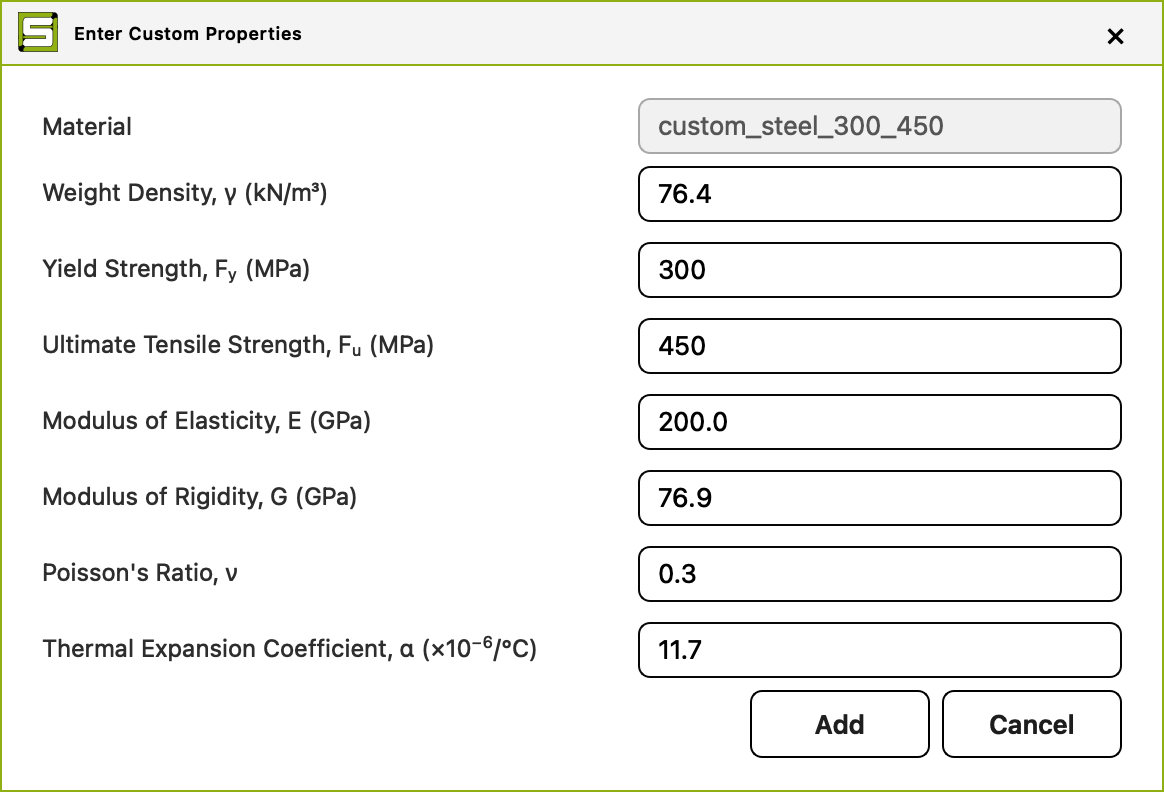 Enter Custom Properties
Material custom_steel_300_450
Weight Density, γ (kN/m³) 76.4
Yield Strength, Fy (MPa) 300
Ultimate Tensile Strength, Fu (MPa) 450
Modulus of Elasticity, E (GPa) 200.0
Modulus of Rigidity, G (GPa) 76.9
Poisson's Ratio, ν 0.3
Thermal Expansion Coefficient, α (×10⁻⁶/°C) 11.7
Add Cancel